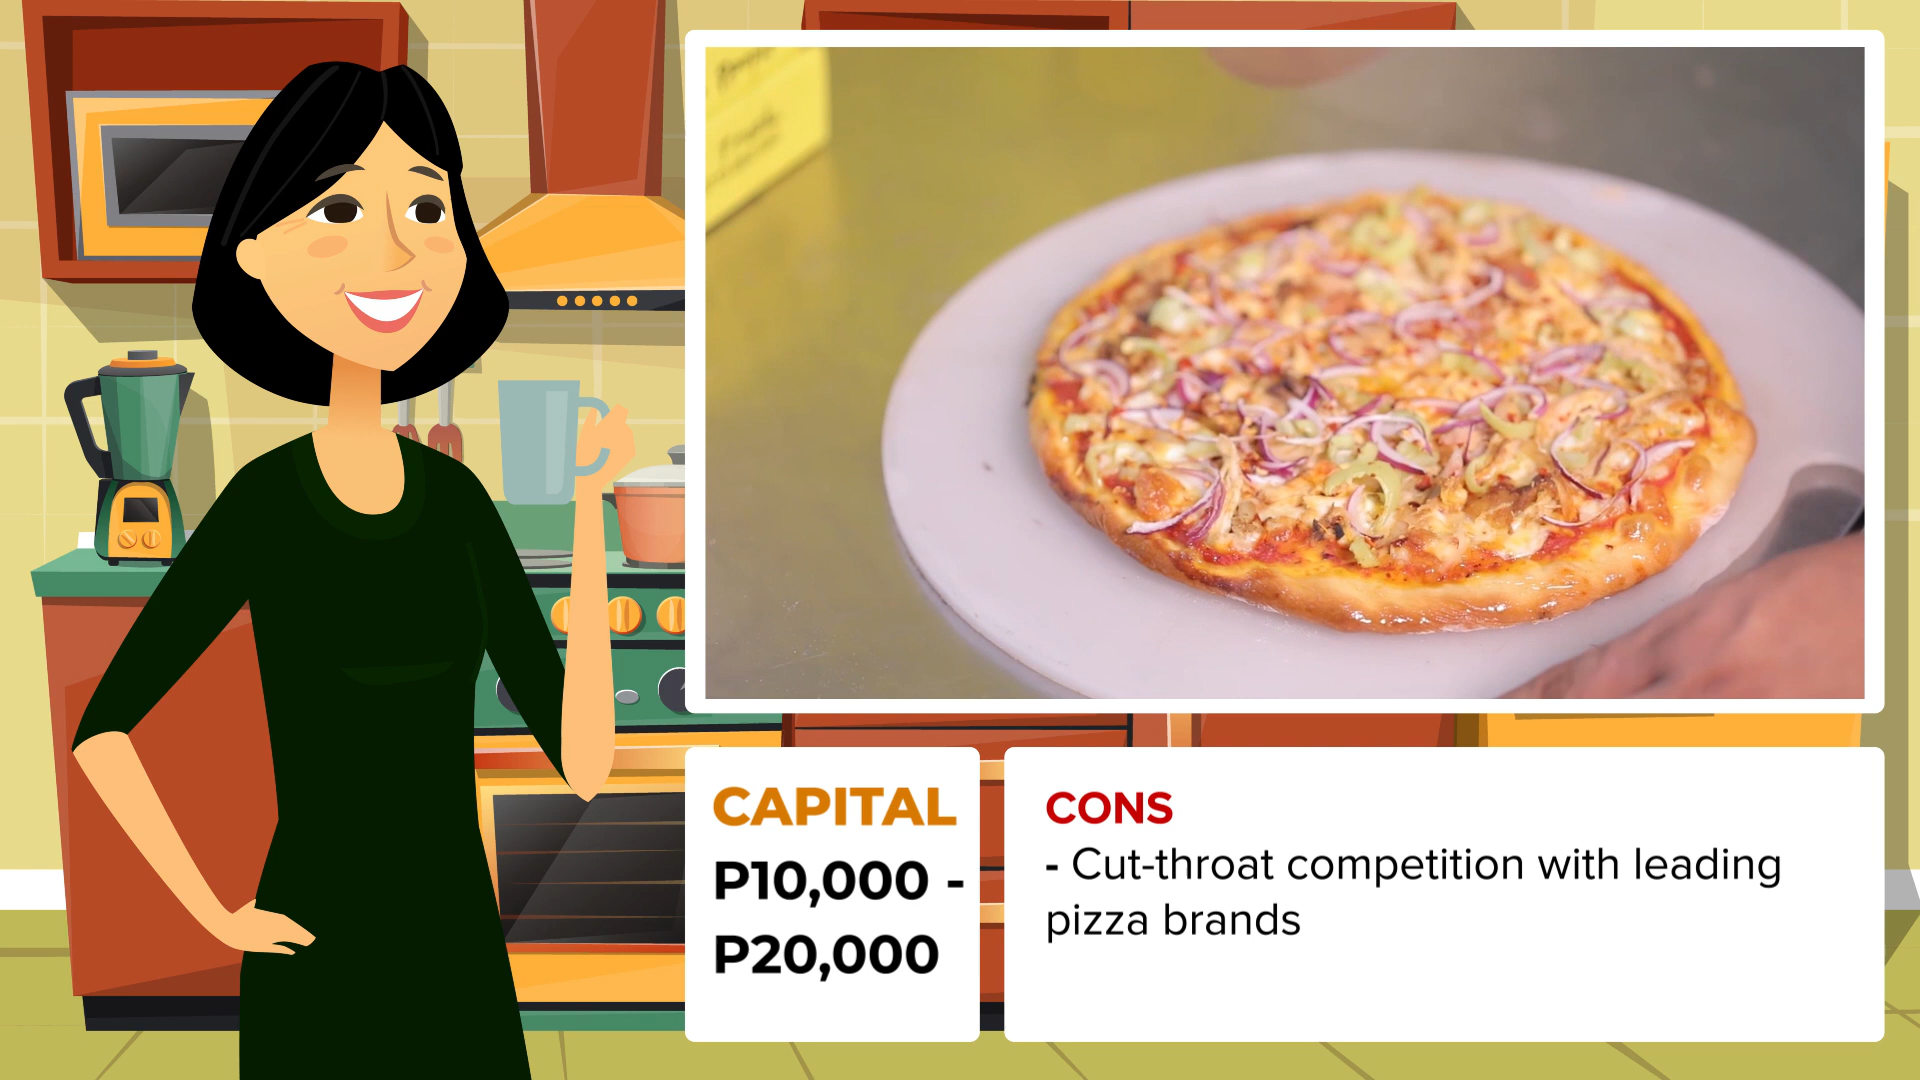 CAPITAL
P10,000 -
P20,000
CONS
- Cut-throat competition with leading
pizza brands